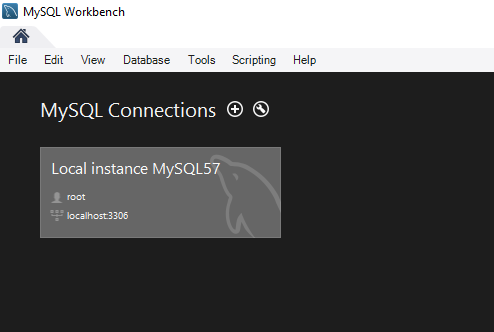 MySQL Workbench
File Edit View Database Tools Scripting Help
MySQL Connections
Local instance MySQL57
root
localhost:3306